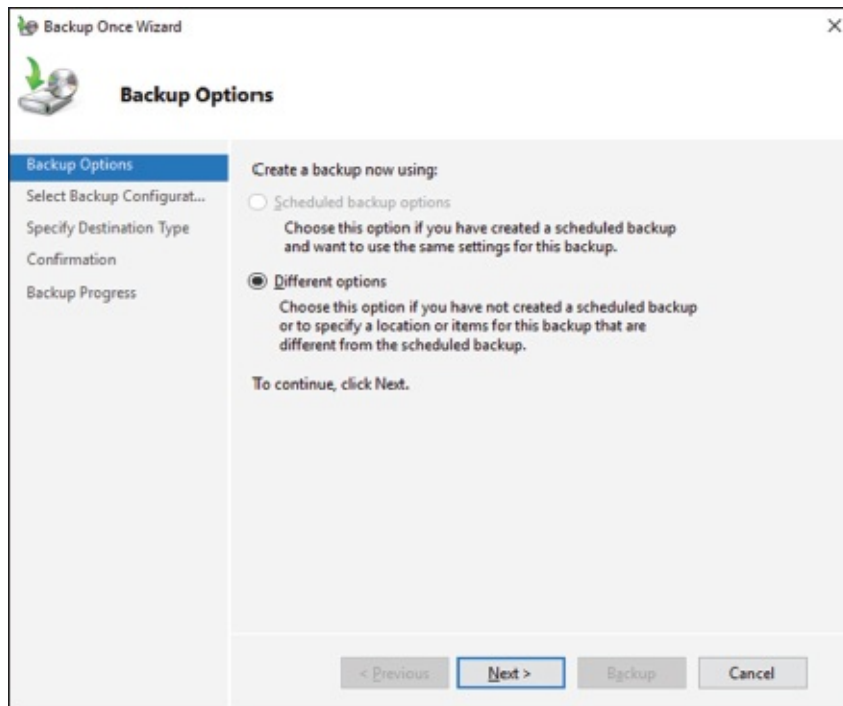 Backup Once Wizard
Backup Options
Backup Options
Select Backup Configurat...
Specify Destination Type
Confirmation
Backup Progress
Create a backup now using:
Scheduled backup options
Choose this option if you have created a scheduled backup
and want to use the same settings for this backup.
Different options
Choose this option if you have not created a scheduled backup
or to specify a location or items for this backup that are
different from the scheduled backup.
To continue, click Next.
< Previous
Next >
Backup
Cancel